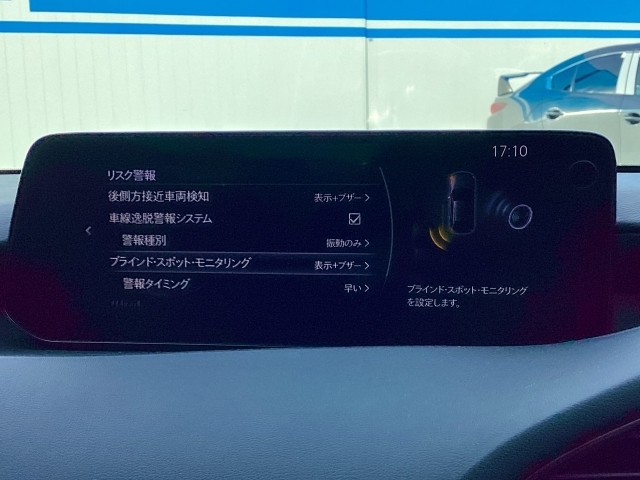 17:10
リスク警報
後側方接近車両検知 表示+ブザー
車線逸脱警報システム
警報種別 振動のみ
ブラインド・スポット・モニタリング 表示+ブザー
警報タイミング 早い
ブラインド・スポット・モニタリング
を設定します。